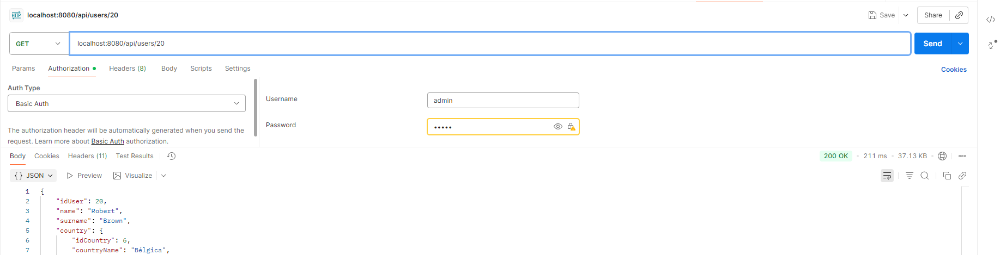 HTTP localhost:8080/api/users/20 Save Share
GET localhost:8080/api/users/20 Send
Params Authorization Headers (8) Body Scripts Settings Cookies
Auth Type
Basic Auth
The authorization header will be automatically generated when you send the
request. Learn more about Basic Auth authorization.
Username admin
Password •••••
Body Cookies Headers (11) Test Results 200 OK • 211 ms • 37.13 KB
{} JSON Preview Visualize
1 {
2 "idUser": 20,
3 "name": "Robert",
4 "surname": "Brown",
5 "country": {
6 "idCountry": 6,
7 "countryName": "Bélgica",